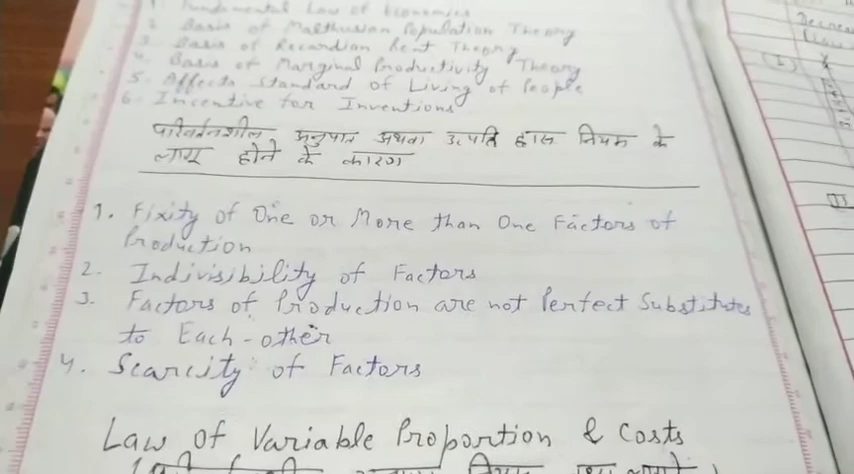 1. Fundamental Law of Economics
2. Basis of Malthusian Population Theory
3. Basis of Recardian Rent Theory
4. Basis of Marginal Productivity Theory
5. Affects Standard of Living of People
6. Incentive for Inventions
परिवर्तनशील अनुपात अथवा उत्पत्ति ह्रास नियम के
लागू होने के कारण
1. Fixity of One or More than One Factors of
Production
2. Indivisibility of Factors
3. Factors of Production are not Perfect Substitutes
to Each-other
4. Scarcity of Factors
Law of Variable Proportion & Costs